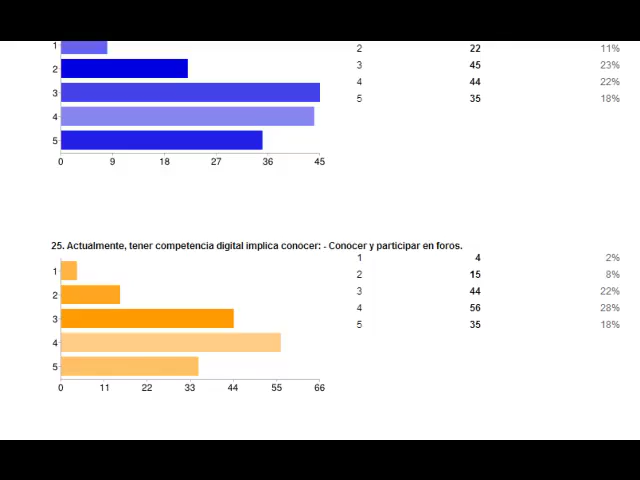 1
2 22 11%
2
3 45 23%
3
4 44 22%
4
5 35 18%
5
0 9 18 27 36 45
25. Actualmente, tener competencia digital implica conocer: - Conocer y participar en foros.
1 4 2%
1
2 15 8%
2
3 44 22%
3
4 56 28%
4
5 35 18%
5
0 11 22 33 44 55 66